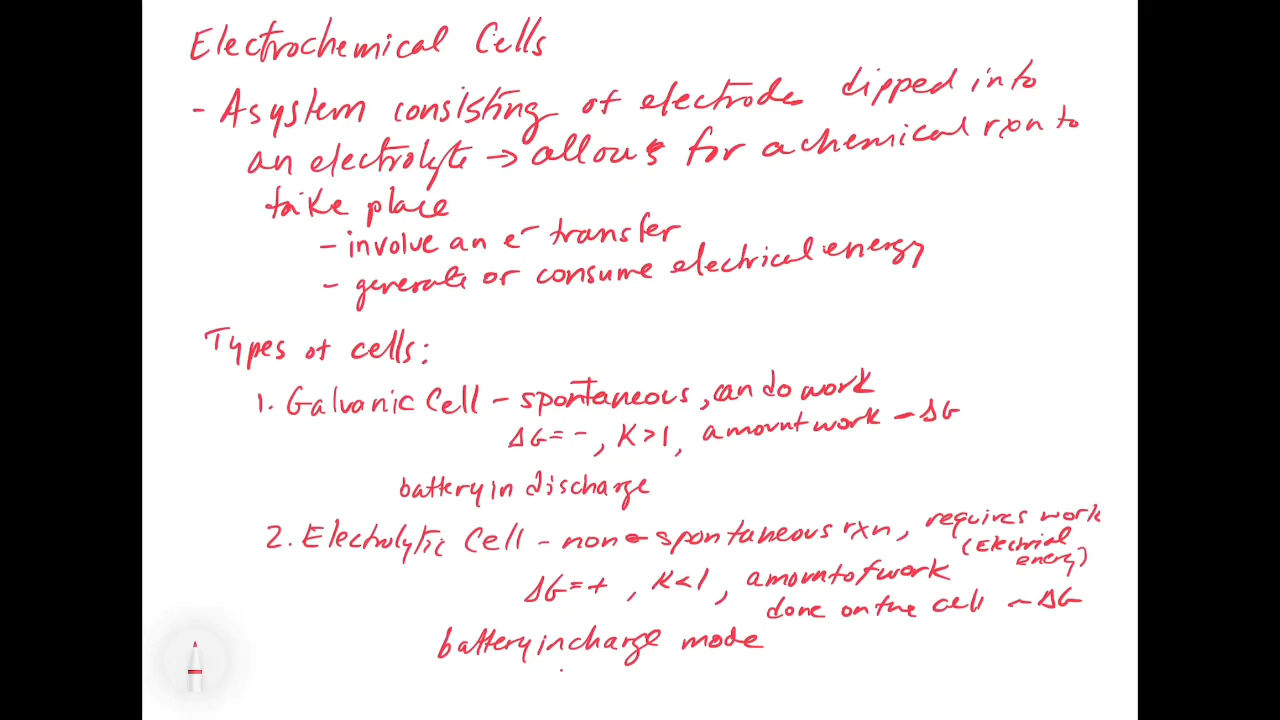 Electrochemical Cells
- A system consisting of electrodes dipped into
an electrolyte → allows for a chemical rxn to
take place
- involve an e⁻ transfer
- generate or consume electrical energy
Types of cells:
1. Galvanic Cell - spontaneous, can do work
ΔG = - , K > 1, amount work - ΔG
battery in discharge
2. Electrolytic Cell - non-spontaneous rxn, requires work
(Electrial
energy)
ΔG = + , K < 1, amount of work
done on the cell ~ ΔG
battery in charge mode